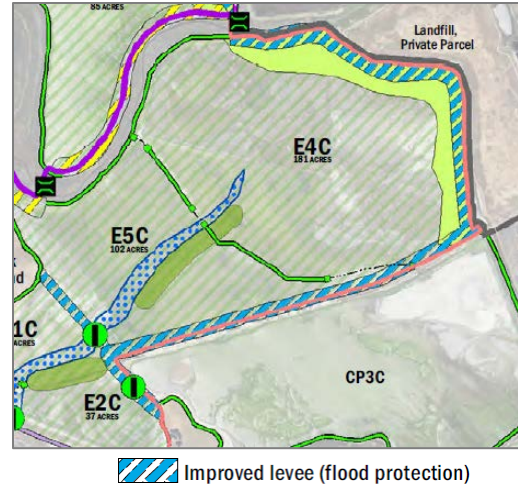 85 ACRES
Landfill,
Private Parcel
E4C
181 ACRES
E5C
102 ACRES
k
nd
1C
ACRES
E2C
37 ACRES
CP3C
Improved levee (flood protection)